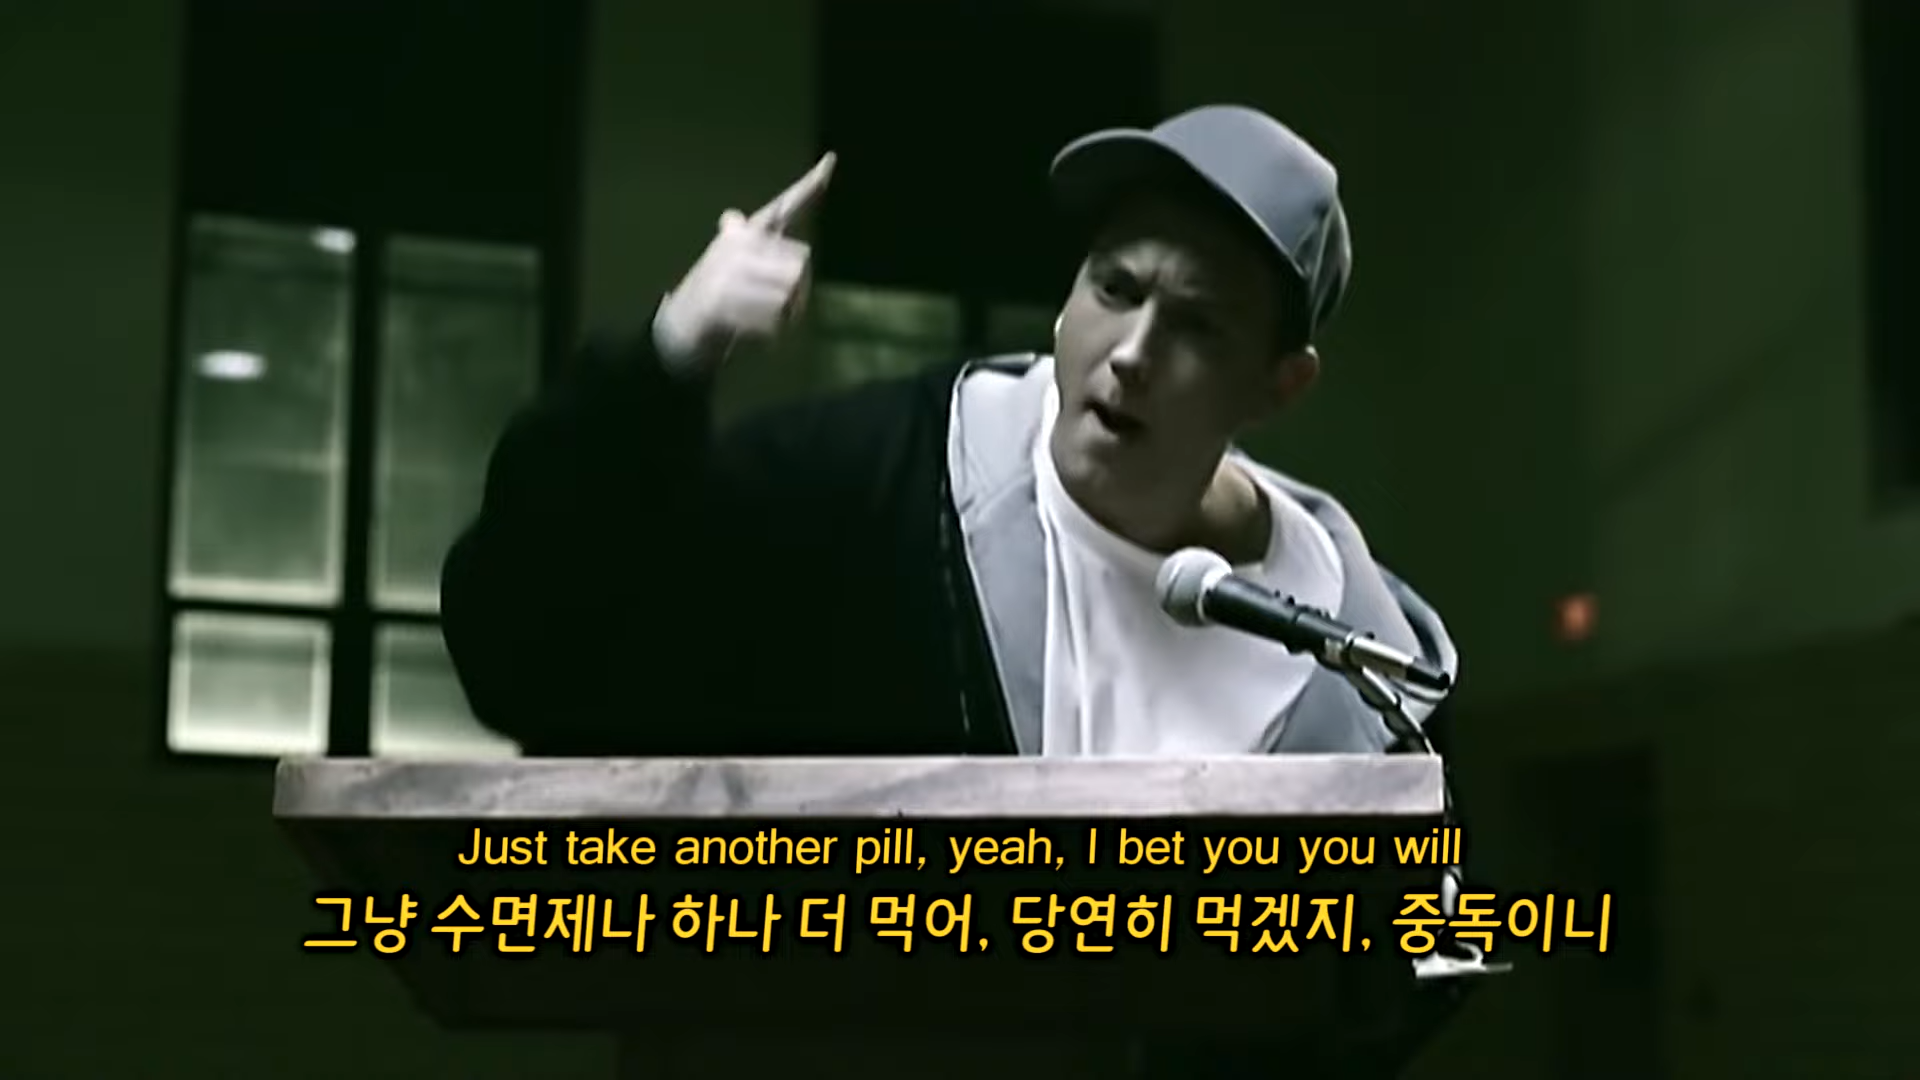 Just take another pill, yeah, I bet you you will
그냥 수면제나 하나 더 먹어, 당연히 먹겠지, 중독이니